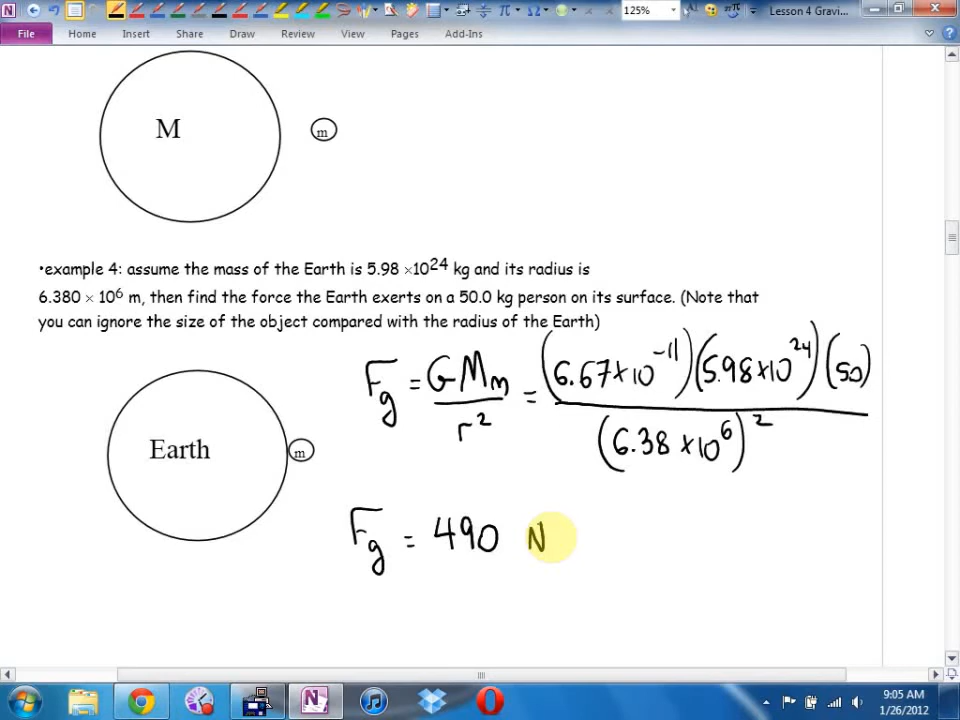 125%
Lesson 4 Gravi...
File Home Insert Share Draw Review View Pages Add-Ins
M
m
•example 4: assume the mass of the Earth is 5.98 ×10²⁴ kg and its radius is
6.380 × 10⁶ m, then find the force the Earth exerts on a 50.0 kg person on its surface. (Note that
you can ignore the size of the object compared with the radius of the Earth)
F_g = GMm/r² = (6.67×10⁻¹¹)(5.98×10²⁴)(50)/(6.38×10⁶)²
Earth
m
F_g = 490 N
9:05 AM
1/26/2012